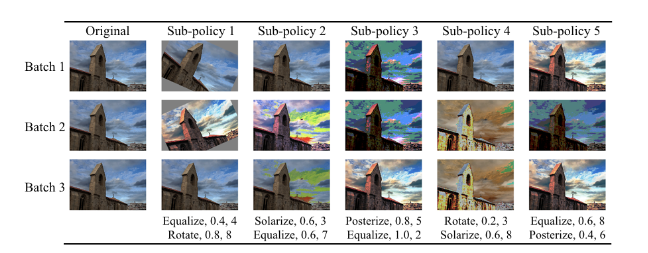 Original Sub-policy 1 Sub-policy 2 Sub-policy 3 Sub-policy 4 Sub-policy 5
Batch 1
Batch 2
Batch 3
Equalize, 0.4, 4 Solarize, 0.6, 3 Posterize, 0.8, 5 Rotate, 0.2, 3 Equalize, 0.6, 8
Rotate, 0.8, 8 Equalize, 0.6, 7 Equalize, 1.0, 2 Solarize, 0.6, 8 Posterize, 0.4, 6